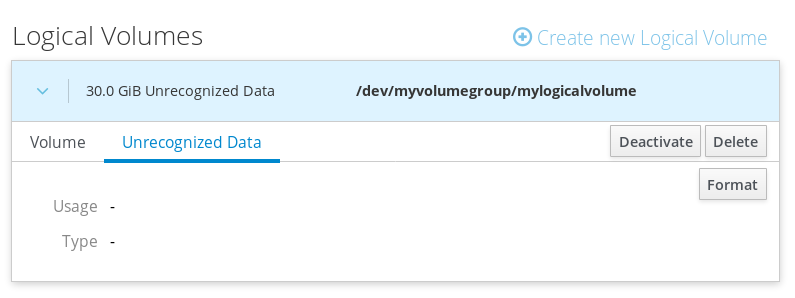 Logical Volumes
Create new Logical Volume
30.0 GiB Unrecognized Data /dev/myvolumegroup/mylogicalvolume
Volume Unrecognized Data Deactivate Delete
Format
Usage -
Type -